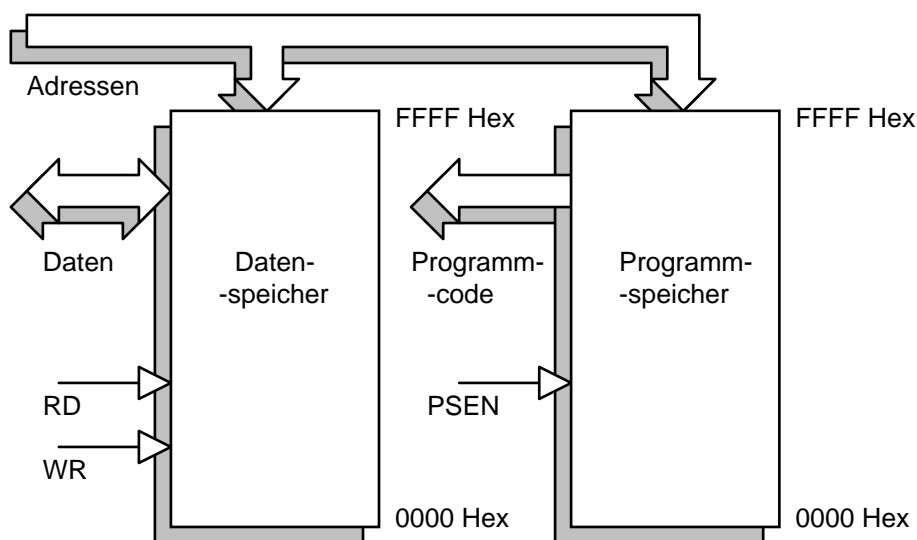 Adressen
FFFF Hex
FFFF Hex
Daten
Daten-
-speicher
Programm-
-code
Programm-
-speicher
RD
PSEN
WR
0000 Hex
0000 Hex